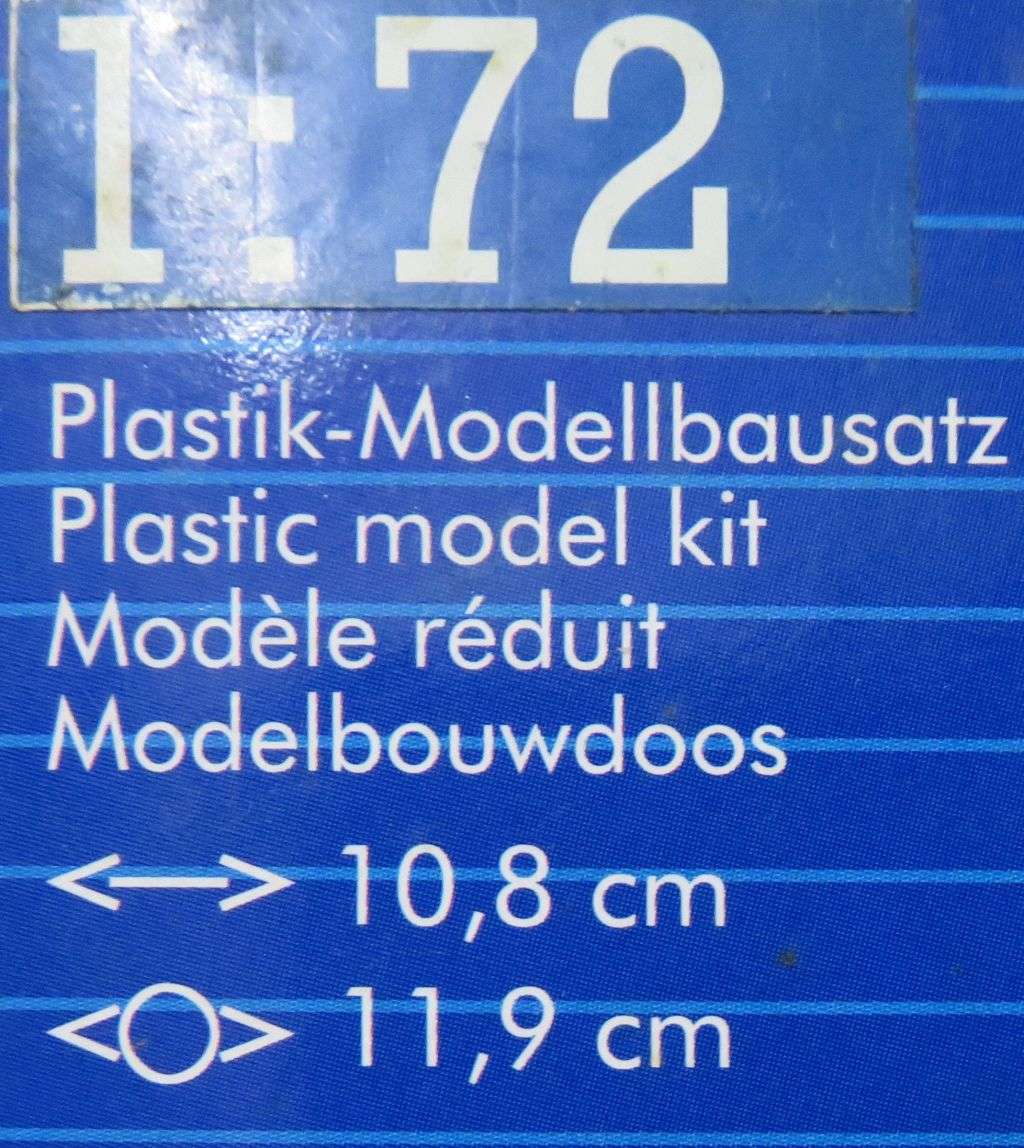 1:72
Plastik-Modellbausatz
Plastic model kit
Modèle réduit
Modelbouwdoos
10,8 cm
11,9 cm